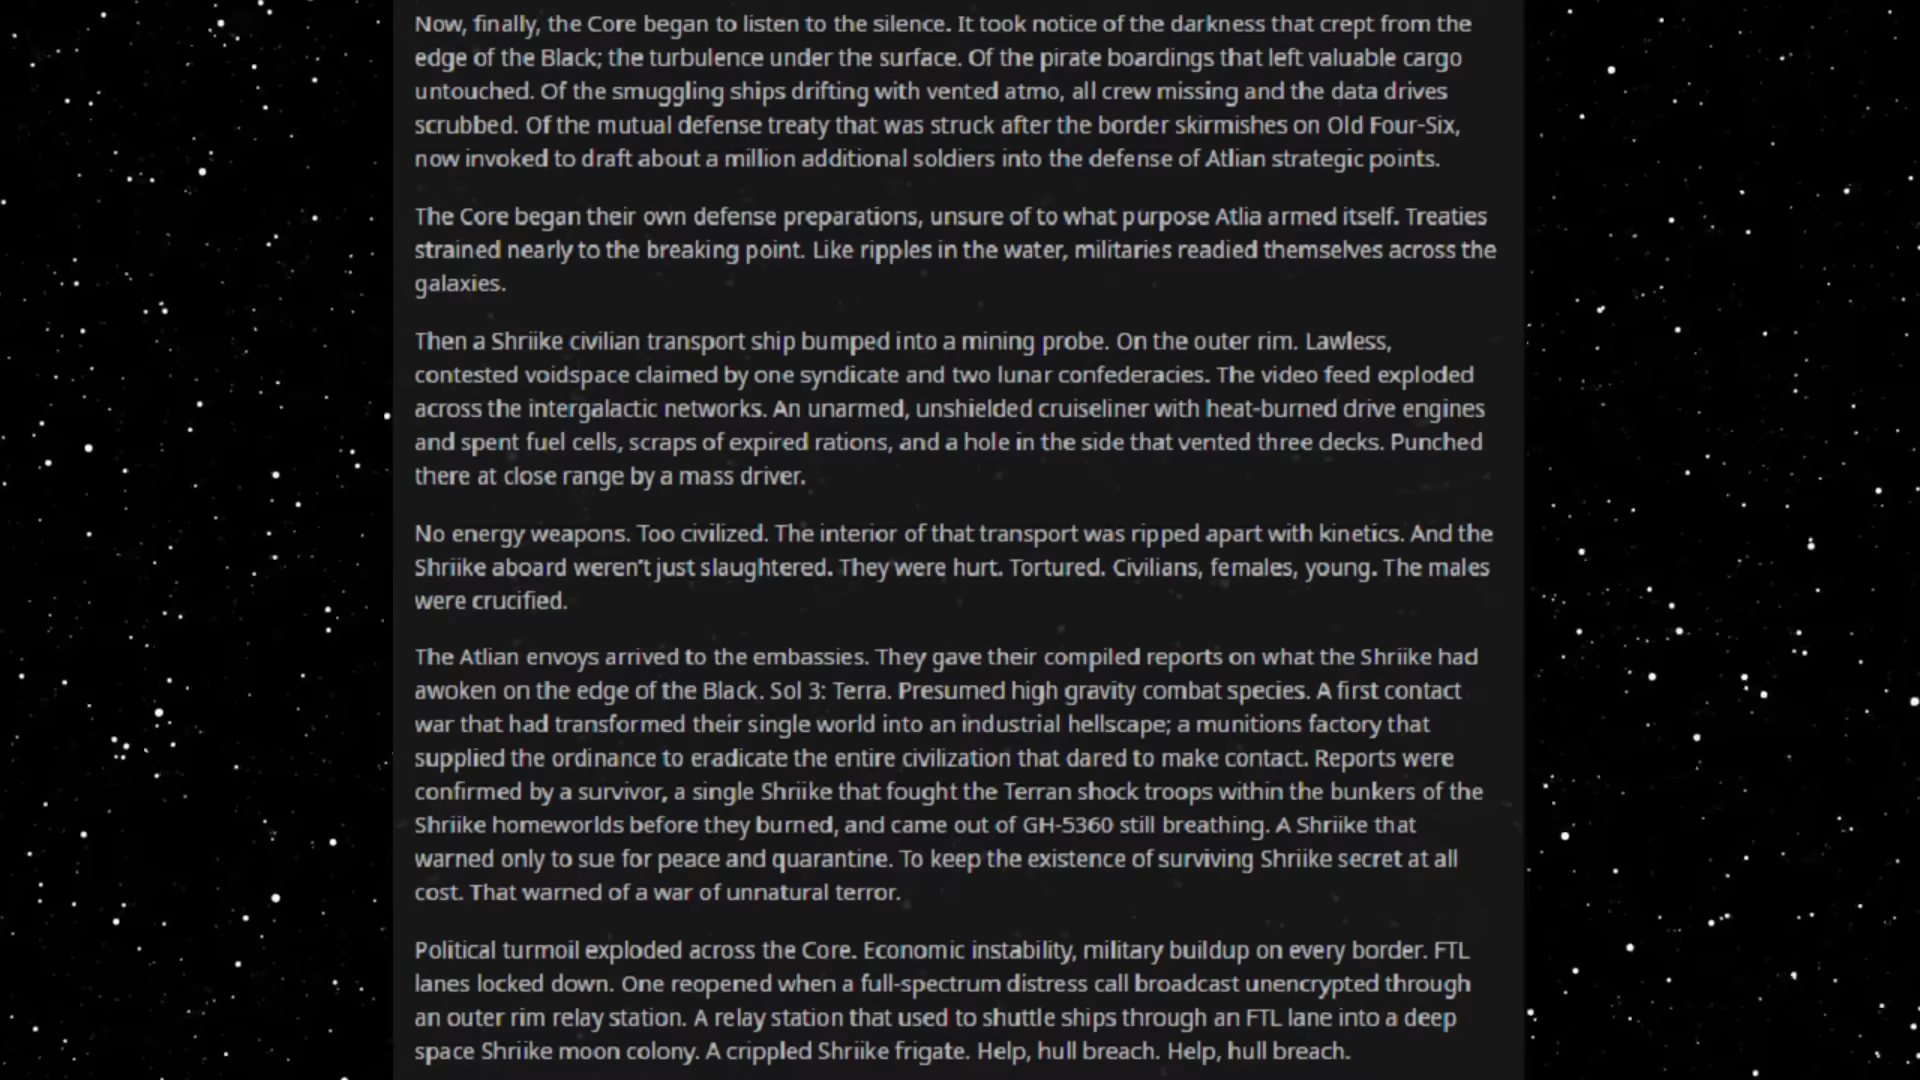 Now, finally, the Core began to listen to the silence. It took notice of the darkness that crept from the
edge of the Black; the turbulence under the surface. Of the pirate boardings that left valuable cargo
untouched. Of the smuggling ships drifting with vented atmo, all crew missing and the data drives
scrubbed. Of the mutual defense treaty that was struck after the border skirmishes on Old Four-Six,
now invoked to draft about a million additional soldiers into the defense of Atlian strategic points.
The Core began their own defense preparations, unsure of to what purpose Atlia armed itself. Treaties
strained nearly to the breaking point. Like ripples in the water, militaries readied themselves across the
galaxies.
Then a Shriike civilian transport ship bumped into a mining probe. On the outer rim. Lawless,
contested voidspace claimed by one syndicate and two lunar confederacies. The video feed exploded
across the intergalactic networks. An unarmed, unshielded cruiseliner with heat-burned drive engines
and spent fuel cells, scraps of expired rations, and a hole in the side that vented three decks. Punched
there at close range by a mass driver.
No energy weapons. Too civilized. The interior of that transport was ripped apart with kinetics. And the
Shriike aboard weren't just slaughtered. They were hurt. Tortured. Civilians, females, young. The males
were crucified.
The Atlian envoys arrived to the embassies. They gave their compiled reports on what the Shriike had
awoken on the edge of the Black. Sol 3: Terra. Presumed high gravity combat species. A first contact
war that had transformed their single world into an industrial hellscape; a munitions factory that
supplied the ordinance to eradicate the entire civilization that dared to make contact. Reports were
confirmed by a survivor, a single Shriike that fought the Terran shock troops within the bunkers of the
Shriike homeworlds before they burned, and came out of GH-5360 still breathing. A Shriike that
warned only to sue for peace and quarantine. To keep the existence of surviving Shriike secret at all
cost. That warned of a war of unnatural terror.
Political turmoil exploded across the Core. Economic instability, military buildup on every border. FTL
lanes locked down. One reopened when a full-spectrum distress call broadcast unencrypted through
an outer rim relay station. A relay station that used to shuttle ships through an FTL lane into a deep
space Shriike moon colony. A crippled Shriike frigate. Help, hull breach. Help, hull breach.